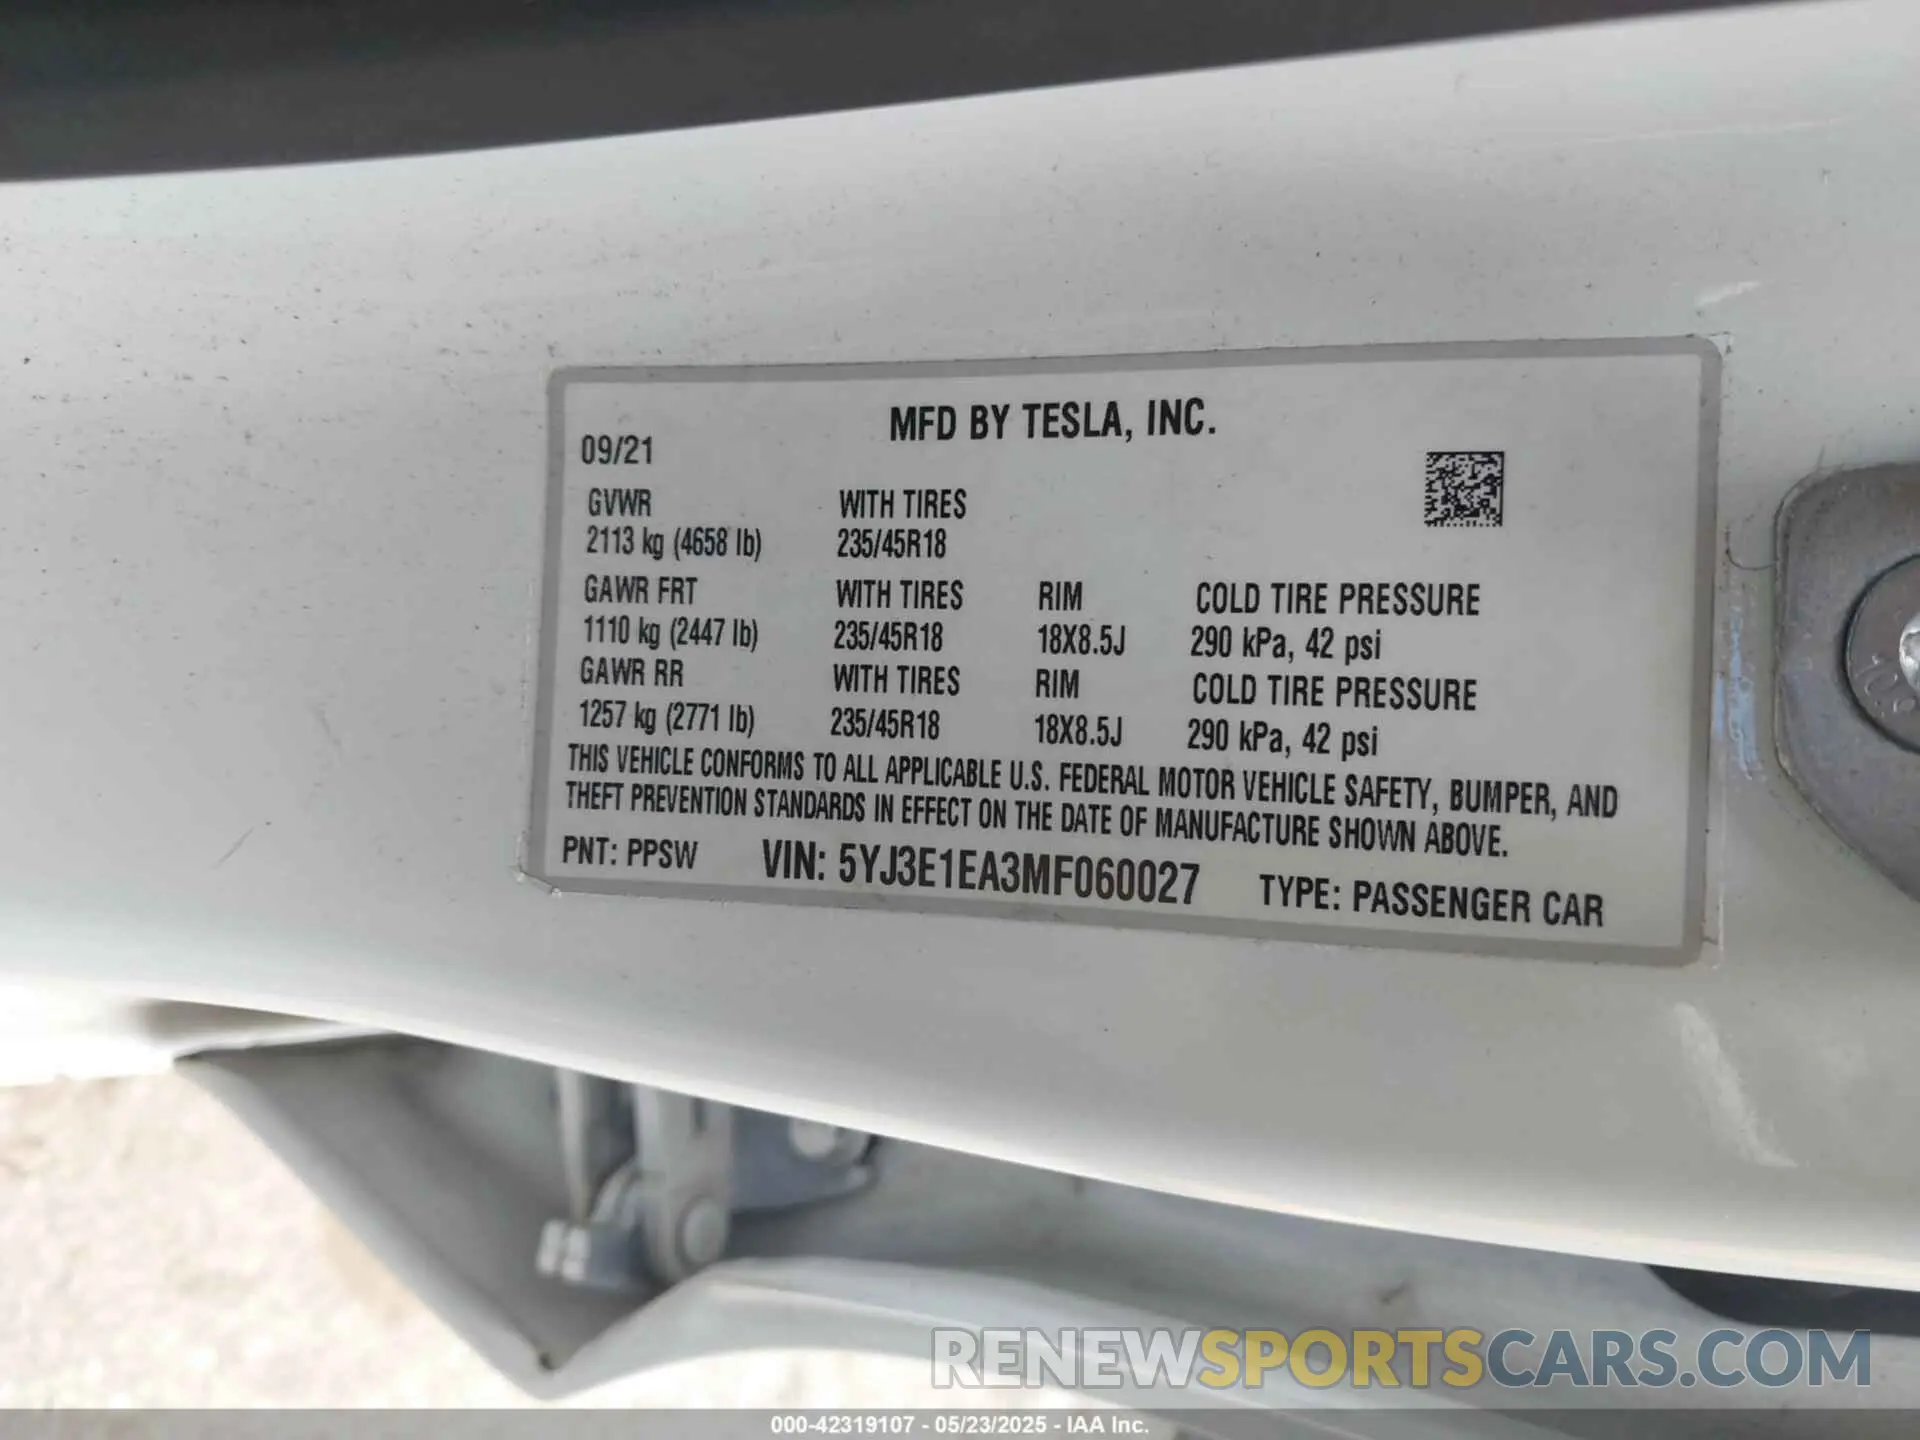 MFD BY TESLA, INC.
09/21
GVWR WITH TIRES
2113 kg (4658 lb) 235/45R18
GAWR FRT WITH TIRES RIM COLD TIRE PRESSURE
1110 kg (2447 lb) 235/45R18 18X8.5J 290 kPa, 42 psi
GAWR RR WITH TIRES RIM COLD TIRE PRESSURE
1257 kg (2771 lb) 235/45R18 18X8.5J 290 kPa, 42 psi
THIS VEHICLE CONFORMS TO ALL APPLICABLE U.S. FEDERAL MOTOR VEHICLE SAFETY, BUMPER, AND
THEFT PREVENTION STANDARDS IN EFFECT ON THE DATE OF MANUFACTURE SHOWN ABOVE.
PNT: PPSW VIN: 5YJ3E1EA3MF060027 TYPE: PASSENGER CAR
RENEWSPORTSCARS.COM
000-42319107 - 05/23/2025 - IAA Inc.